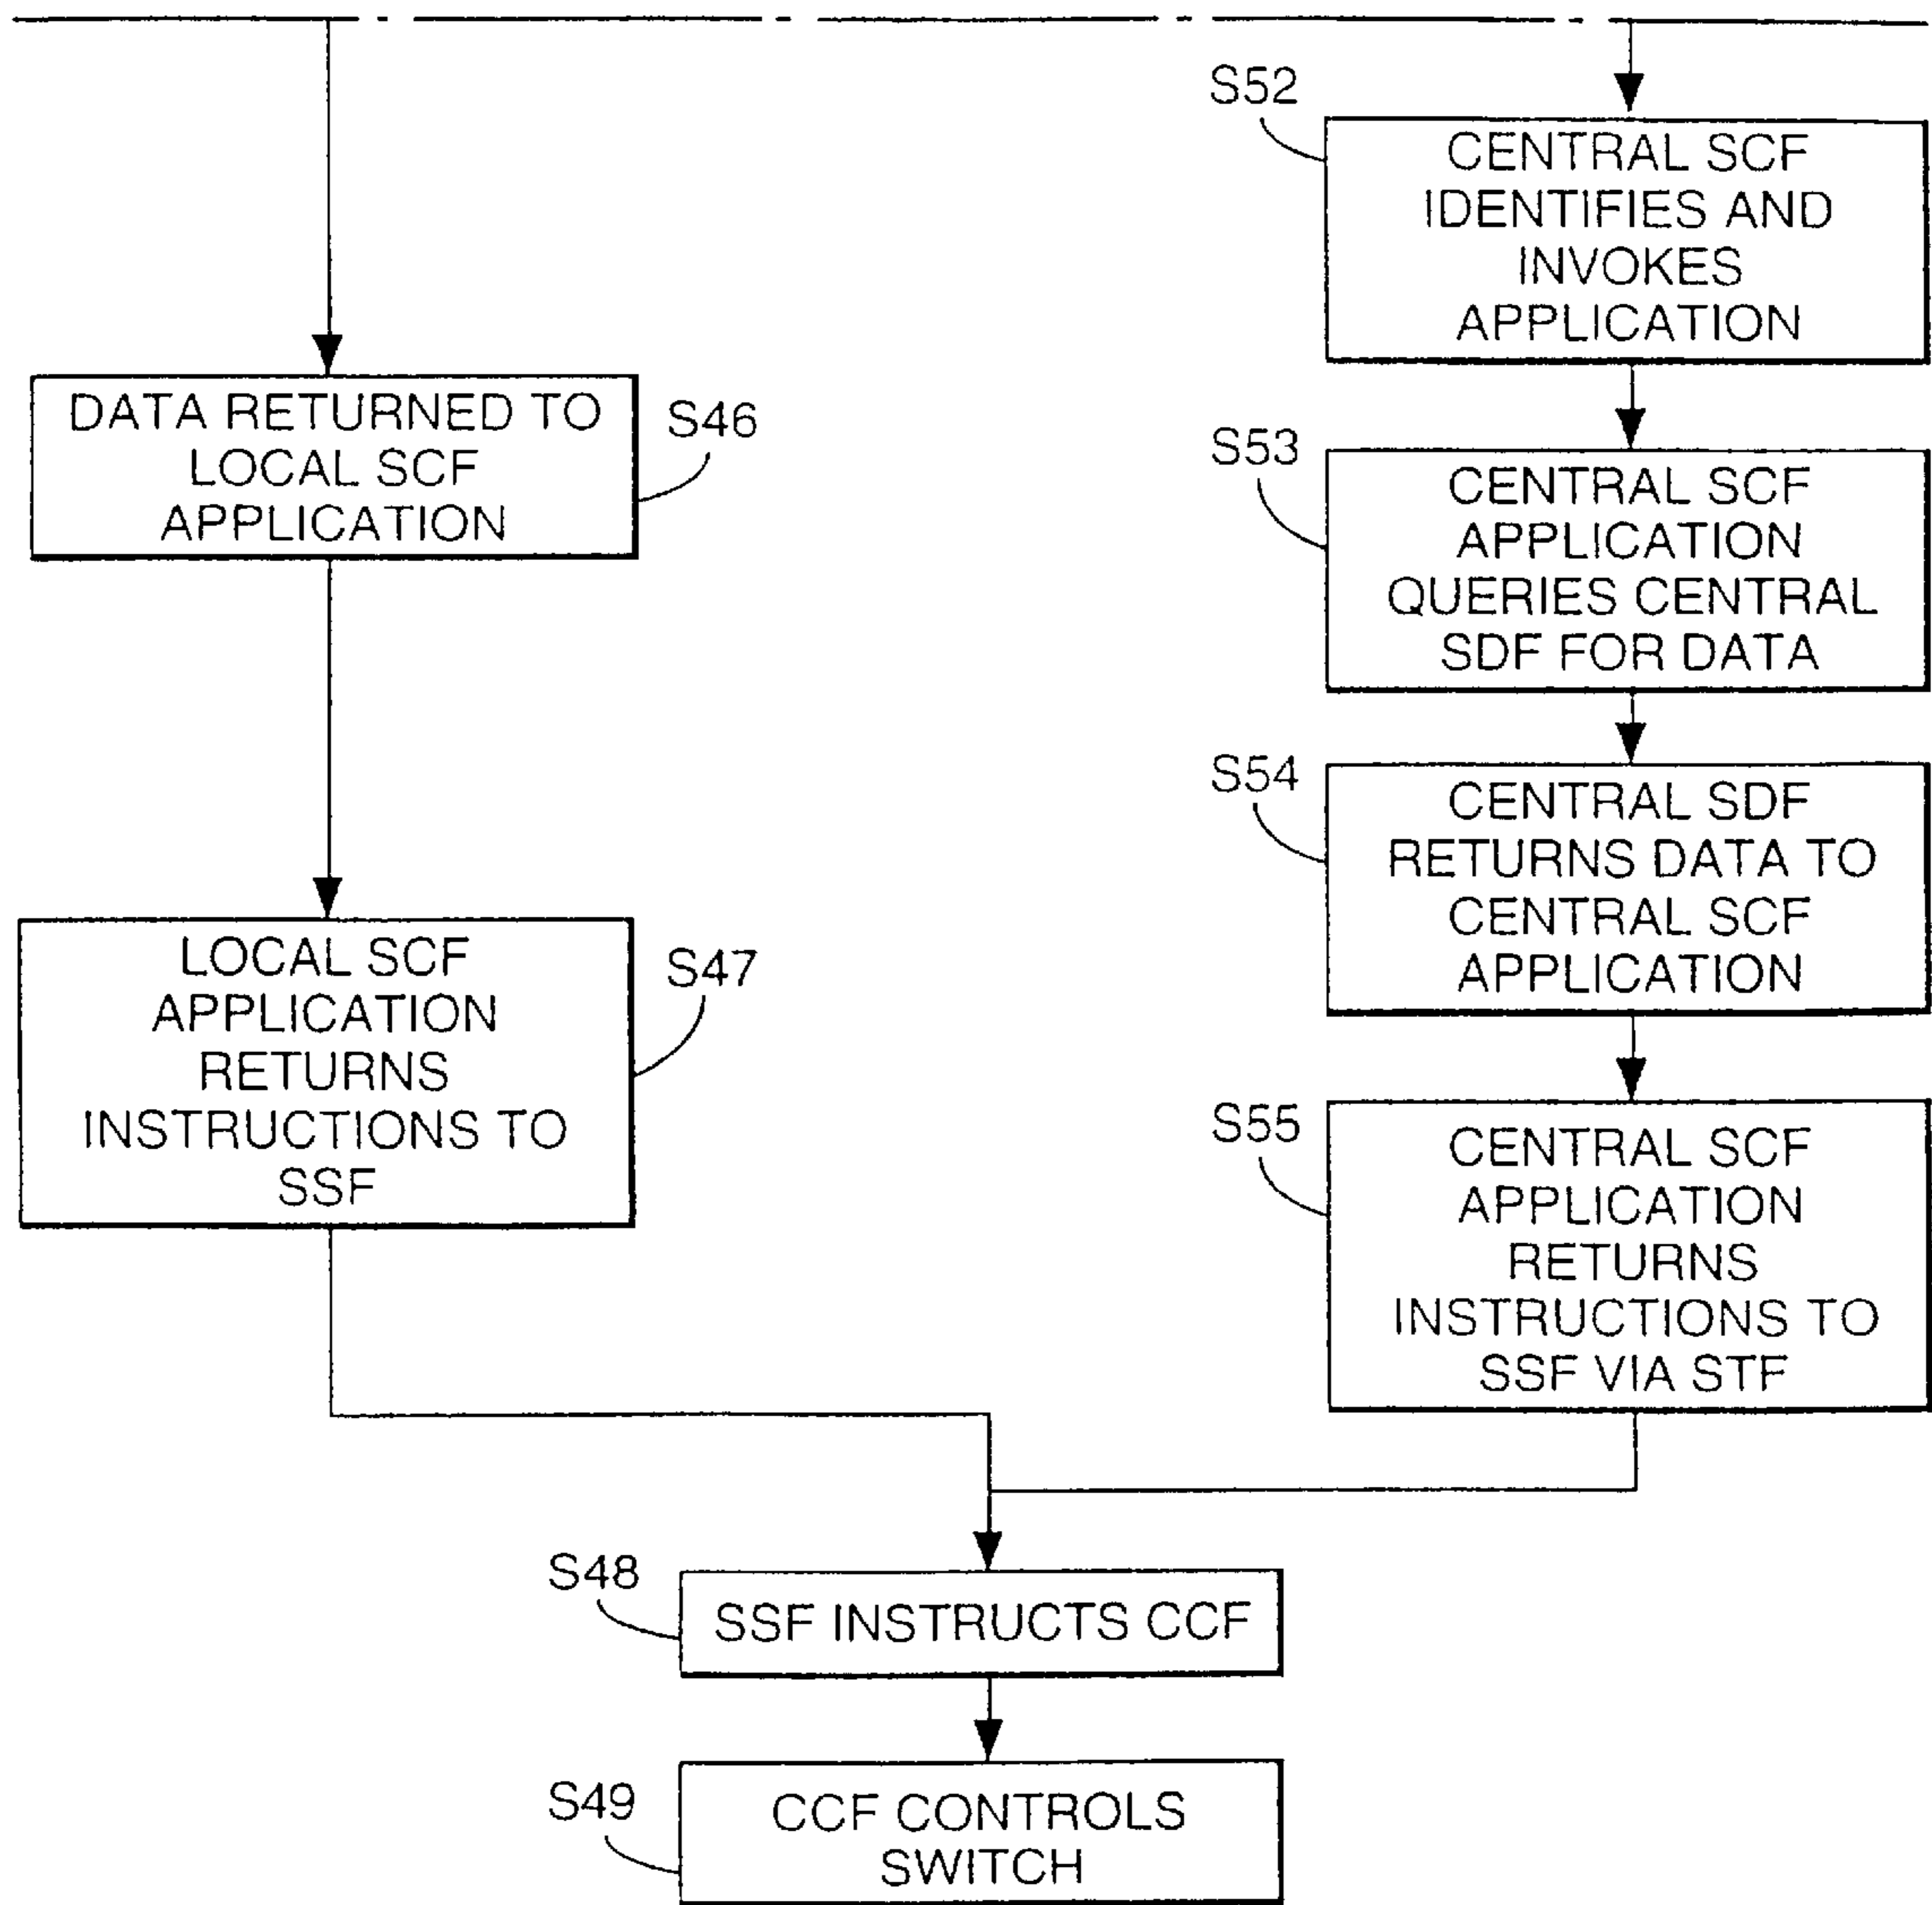 S52
CENTRAL SCF
IDENTIFIES AND
INVOKES
APPLICATION
DATA RETURNED TO
LOCAL SCF
APPLICATION
S46
S53
CENTRAL SCF
APPLICATION
QUERIES CENTRAL
SDF FOR DATA
S54
CENTRAL SDF
RETURNS DATA TO
CENTRAL SCF
APPLICATION
LOCAL SCF
APPLICATION
RETURNS
INSTRUCTIONS TO
SSF
S47
S55
CENTRAL SCF
APPLICATION
RETURNS
INSTRUCTIONS TO
SSF VIA STF
S48
SSF INSTRUCTS CCF
S49
CCF CONTROLS
SWITCH